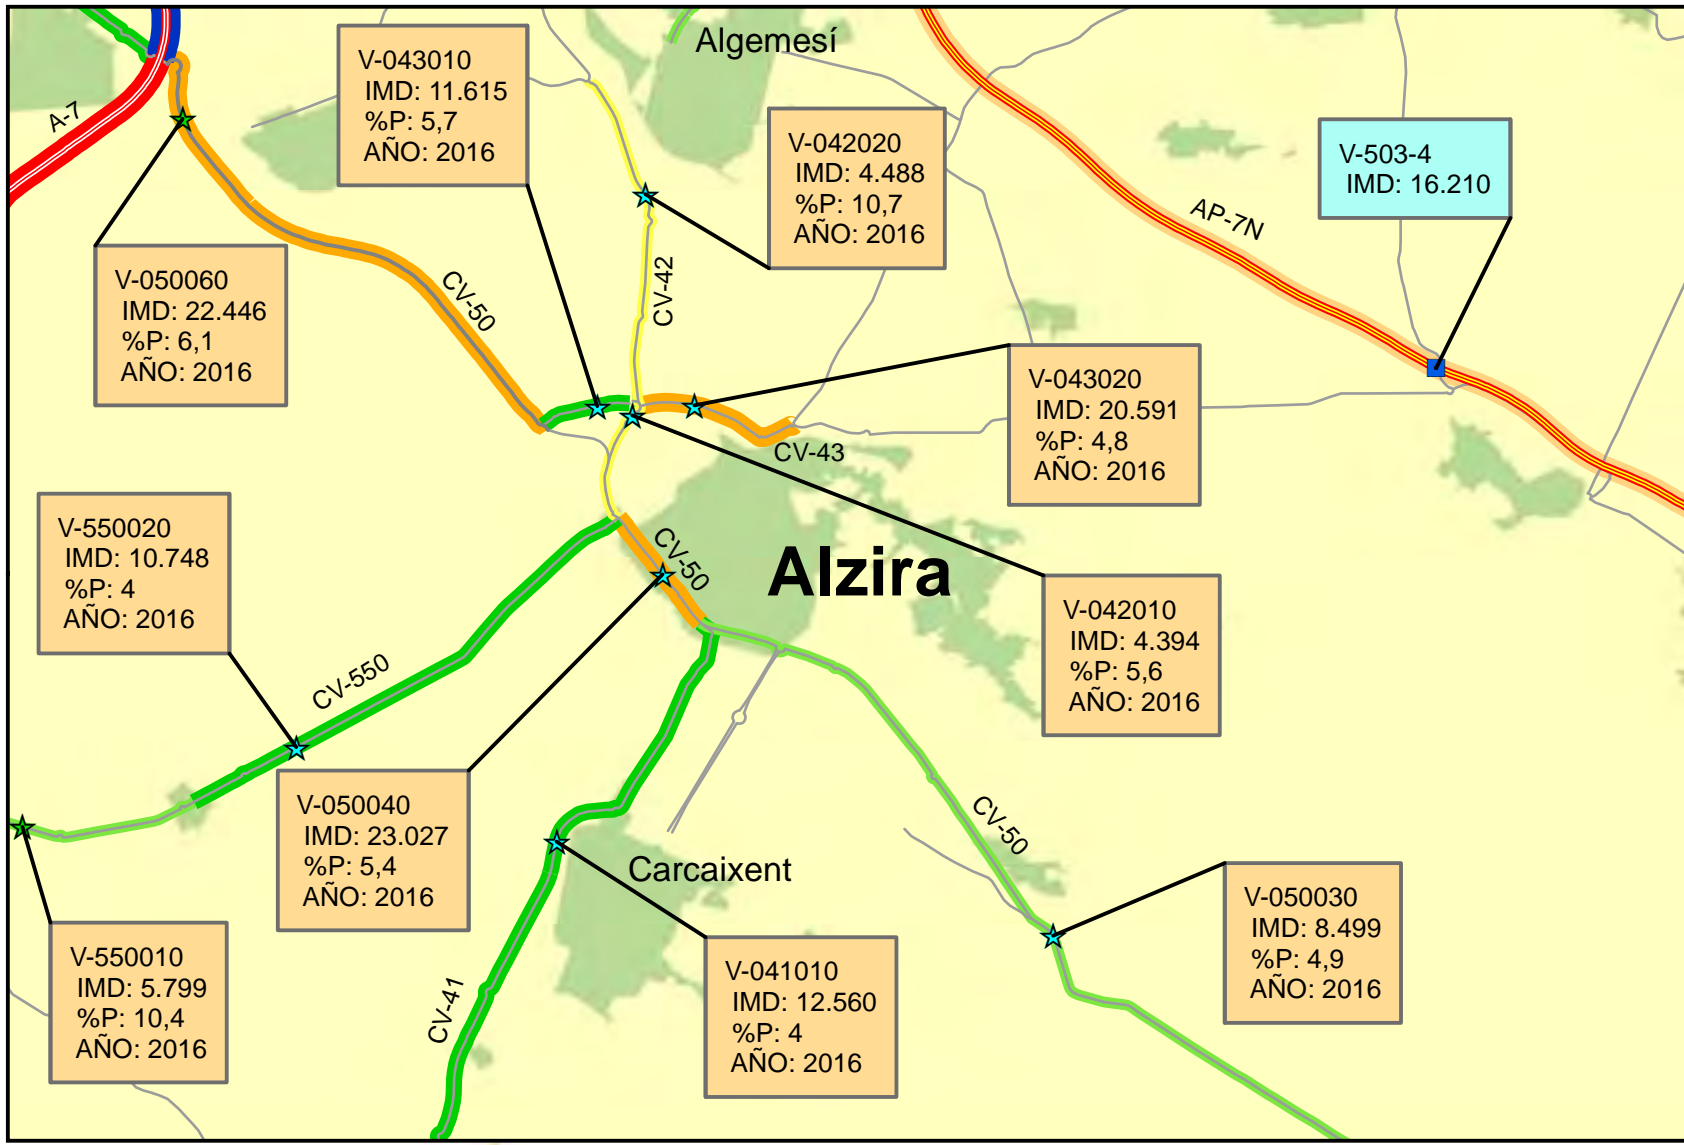 Algemesí
A-7
V-043010
IMD: 11.615
%P: 5,7
AÑO: 2016
V-042020
IMD: 4.488
%P: 10,7
AÑO: 2016
V-503-4
IMD: 16.210
AP-7N
V-050060
IMD: 22.446
%P: 6,1
AÑO: 2016
CV-50
CV-42
V-043020
IMD: 20.591
%P: 4,8
AÑO: 2016
CV-43
V-550020
IMD: 10.748
%P: 4
AÑO: 2016
CV-50
Alzira
V-042010
IMD: 4.394
%P: 5,6
AÑO: 2016
CV-550
V-050040
IMD: 23.027
%P: 5,4
AÑO: 2016
CV-50
Carcaixent
V-050030
IMD: 8.499
%P: 4,9
AÑO: 2016
V-550010
IMD: 5.799
%P: 10,4
AÑO: 2016
CV-41
V-041010
IMD: 12.560
%P: 4
AÑO: 2016